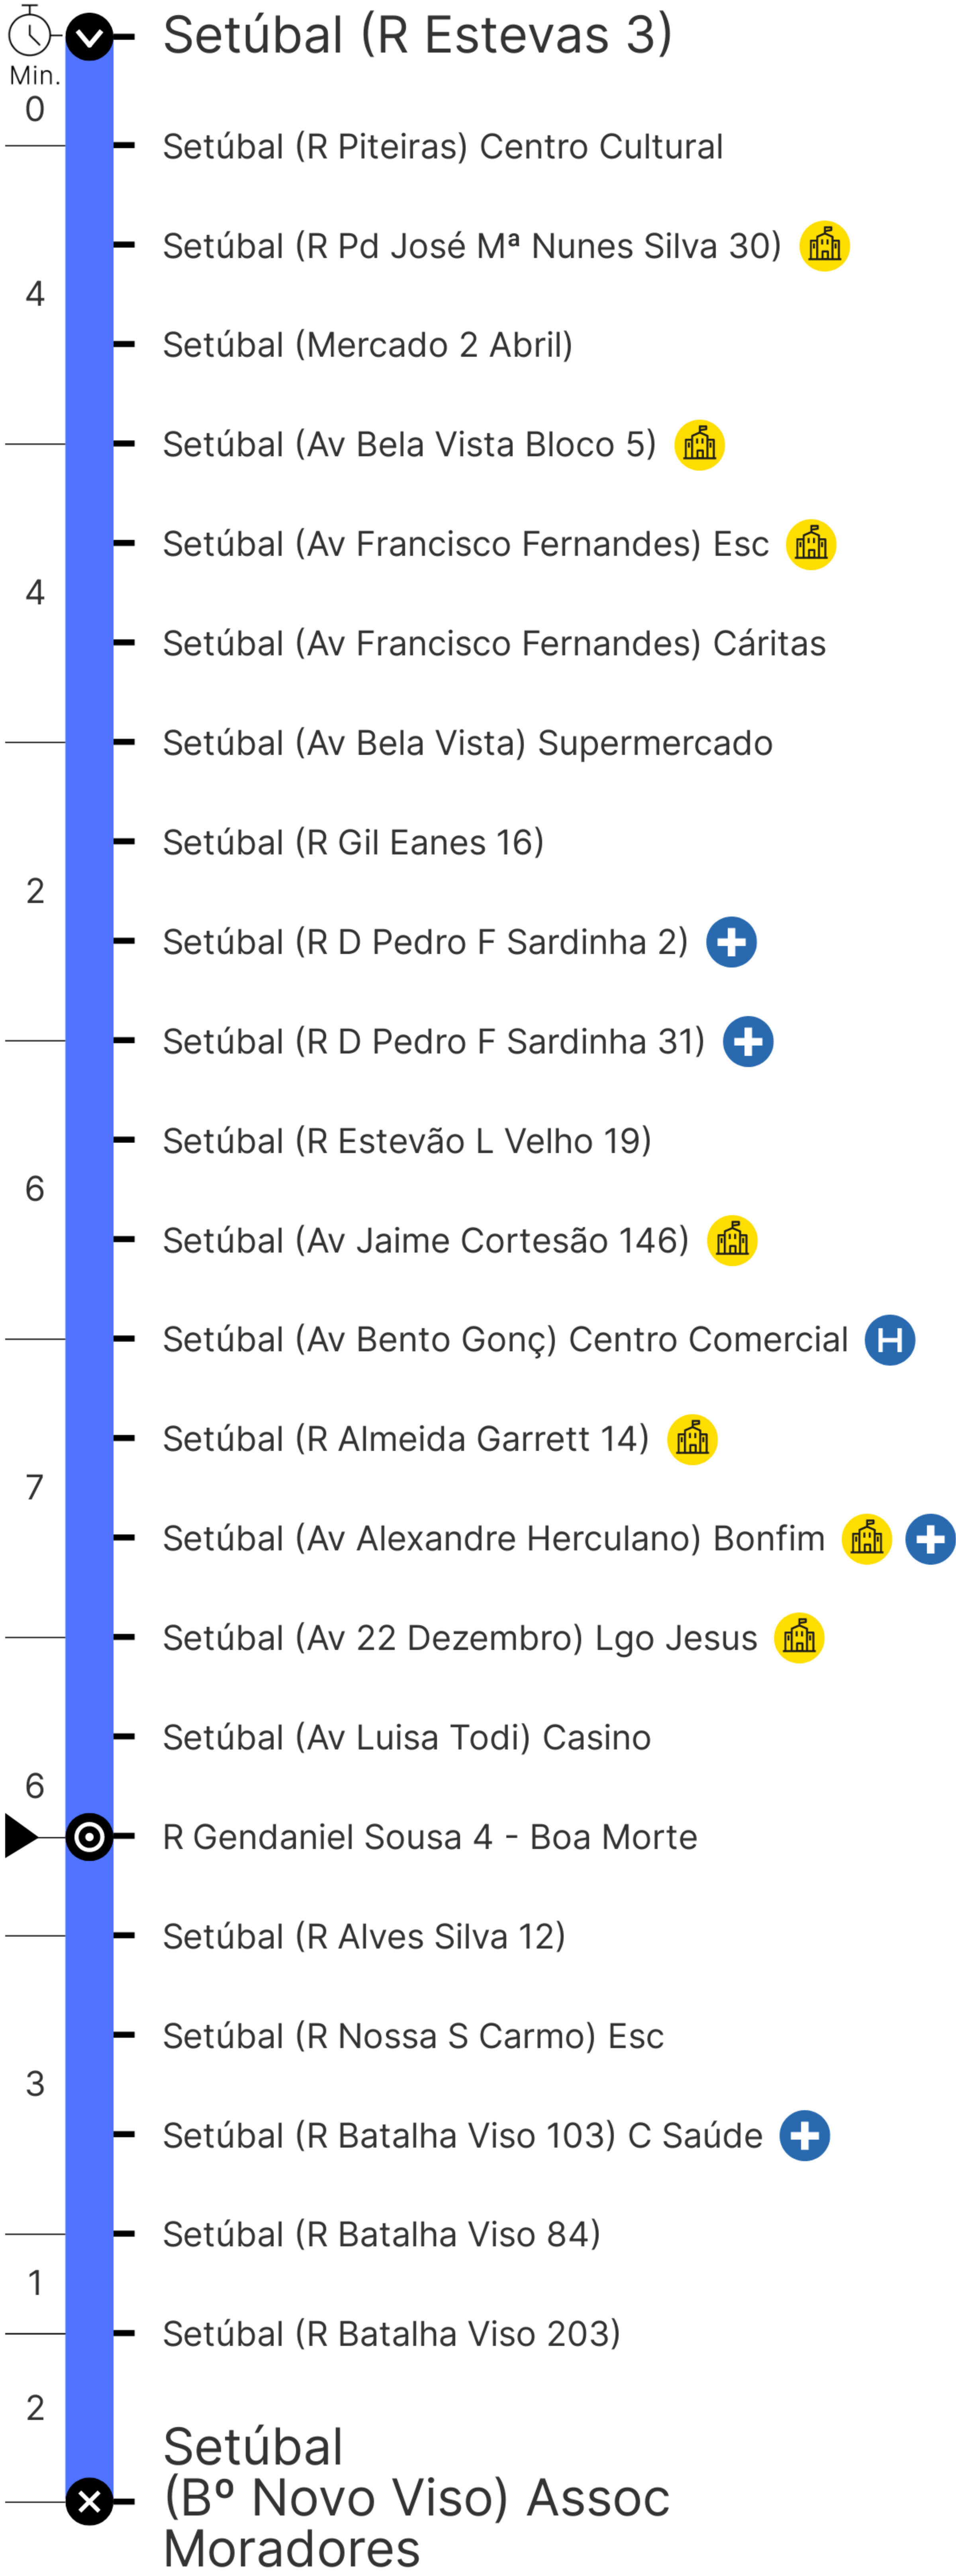 Setúbal (R Estevas 3)
Min.
0
Setúbal (R Piteiras) Centro Cultural
Setúbal (R Pd José Mª Nunes Silva 30)
4
Setúbal (Mercado 2 Abril)
Setúbal (Av Bela Vista Bloco 5)
Setúbal (Av Francisco Fernandes) Esc
4
Setúbal (Av Francisco Fernandes) Cáritas
Setúbal (Av Bela Vista) Supermercado
Setúbal (R Gil Eanes 16)
2
Setúbal (R D Pedro F Sardinha 2)
Setúbal (R D Pedro F Sardinha 31)
Setúbal (R Estevão L Velho 19)
6
Setúbal (Av Jaime Cortesão 146)
Setúbal (Av Bento Gonç) Centro Comercial H
Setúbal (R Almeida Garrett 14)
7
Setúbal (Av Alexandre Herculano) Bonfim
Setúbal (Av 22 Dezembro) Lgo Jesus
Setúbal (Av Luisa Todi) Casino
6
R Gendaniel Sousa 4 - Boa Morte
Setúbal (R Alves Silva 12)
Setúbal (R Nossa S Carmo) Esc
3
Setúbal (R Batalha Viso 103) C Saúde
Setúbal (R Batalha Viso 84)
1
Setúbal (R Batalha Viso 203)
2
Setúbal
(Bº Novo Viso) Assoc
Moradores